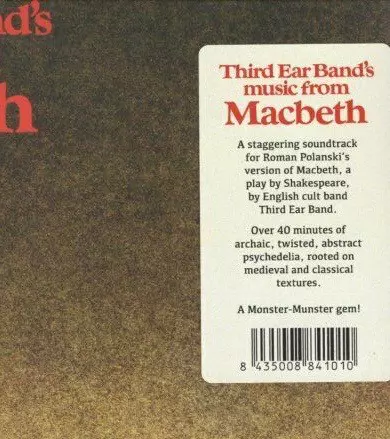 nd's
h
Third Ear Band's
music from
Macbeth
A staggering soundtrack
for Roman Polanski's
version of Macbeth, a
play by Shakespeare,
by English cult band
Third Ear Band.
Over 40 minutes of
archaic, twisted, abstract
psychedelia, rooted on
medieval and classical
textures.
A Monster-Munster gem!
8 435008 841010